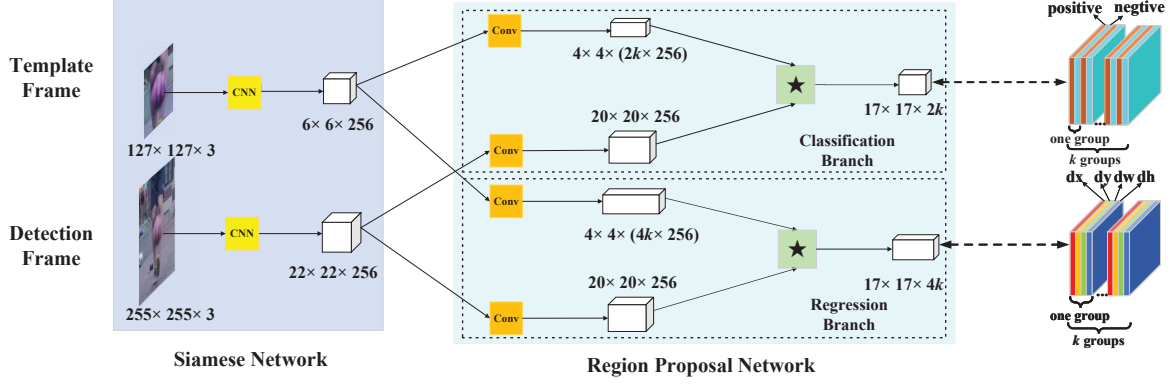 Template
Frame
127× 127× 3
CNN
6× 6× 256
Detection
Frame
255× 255× 3
CNN
22× 22× 256
Siamese Network
Conv
4× 4× (2k× 256)
Conv
20× 20× 256
★
17× 17× 2k
Classification
Branch
Conv
4× 4× (4k× 256)
Conv
20× 20× 256
★
17× 17× 4k
Regression
Branch
Region Proposal Network
positive
negtive
...
one group
k groups
dx dy dw dh
...
one group
k groups